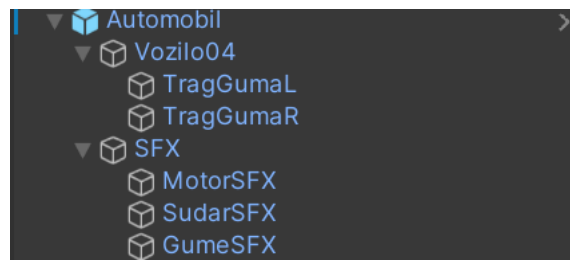 Automobil
Vozilo04
TragGumaL
TragGumaR
SFX
MotorSFX
SudarSFX
GumeSFX